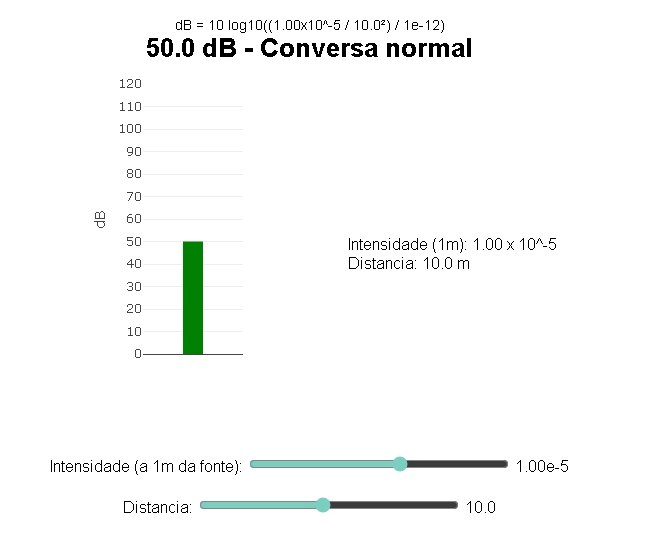 dB = 10 log10((1.00x10^-5 / 10.0²) / 1e-12)
50.0 dB - Conversa normal
120
110
100
90
80
70
60
50
40
30
20
10
0
dB
Intensidade (1m): 1.00 x 10^-5
Distancia: 10.0 m
Intensidade (a 1m da fonte): 1.00e-5
Distancia: 10.0